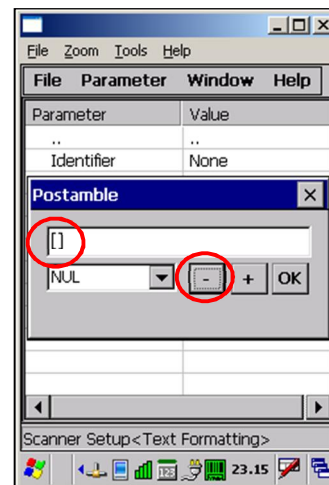 File Zoom Tools Help
File Parameter Window Help
Parameter Value
.. ..
Identifier None
Postamble
[]
NUL - + OK
Scanner Setup<Text Formatting>
123 23.15